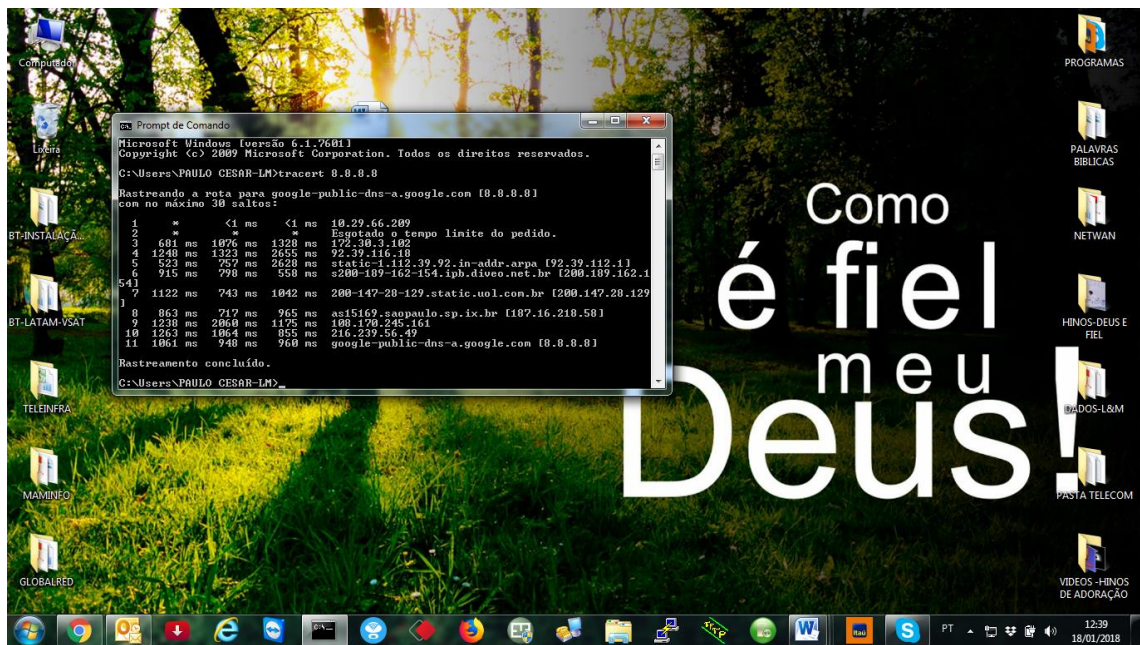 Computador
Lixeira
BT-INSTALAÇÃ...
BT-LATAM-VSAT
TELEINFRA
MAMINFO
GLOBALRED
Prompt de Comando
Microsoft Windows [versão 6.1.7601]
Copyright (c) 2009 Microsoft Corporation. Todos os direitos reservados.
C:\Users\PAULO CESAR-LM>tracert 8.8.8.8
Rastreando a rota para google-public-dns-a.google.com [8.8.8.8]
com no máximo 30 saltos:
1 * <1 ms <1 ms 10.29.66.209
2 * * * Esgotado o tempo limite do pedido.
3 681 ms 1076 ms 1328 ms 172.30.3.102
4 1248 ms 1323 ms 2655 ms 92.39.116.18
5 523 ms 757 ms 2628 ms static-1.112.39.92.in-addr.arpa [92.39.112.1]
6 915 ms 798 ms 558 ms s200-189-162-154.ipb.diveo.net.br [200.189.162.1
54]
7 1122 ms 743 ms 1042 ms 200-147-28-129.static.uol.com.br [200.147.28.129
]
8 863 ms 717 ms 965 ms as15169.saopaulo.sp.ix.br [187.16.218.58]
9 1238 ms 2060 ms 1175 ms 108.170.245.161
10 1263 ms 1064 ms 855 ms 216.239.56.49
11 1061 ms 948 ms 960 ms google-public-dns-a.google.com [8.8.8.8]
Rastreamento concluído.
C:\Users\PAULO CESAR-LM>_
Como
é fiel
meu
Deus!
PROGRAMAS
PALAVRAS
BIBLICAS
NETWAN
HINOS-DEUS E
FIEL
DADOS-L&M
PASTA TELECOM
VIDEOS -HINOS
DE ADORAÇÃO
PT
12:39
18/01/2018